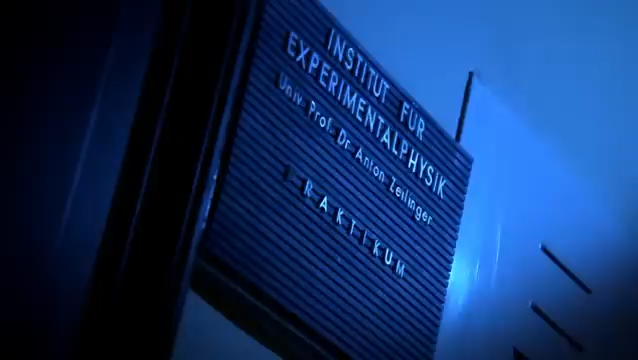 INSTITUT FÜR
EXPERIMENTALPHYSIK
Univ. Prof. Dr. Anton Zeilinger
PRAKTIKUM